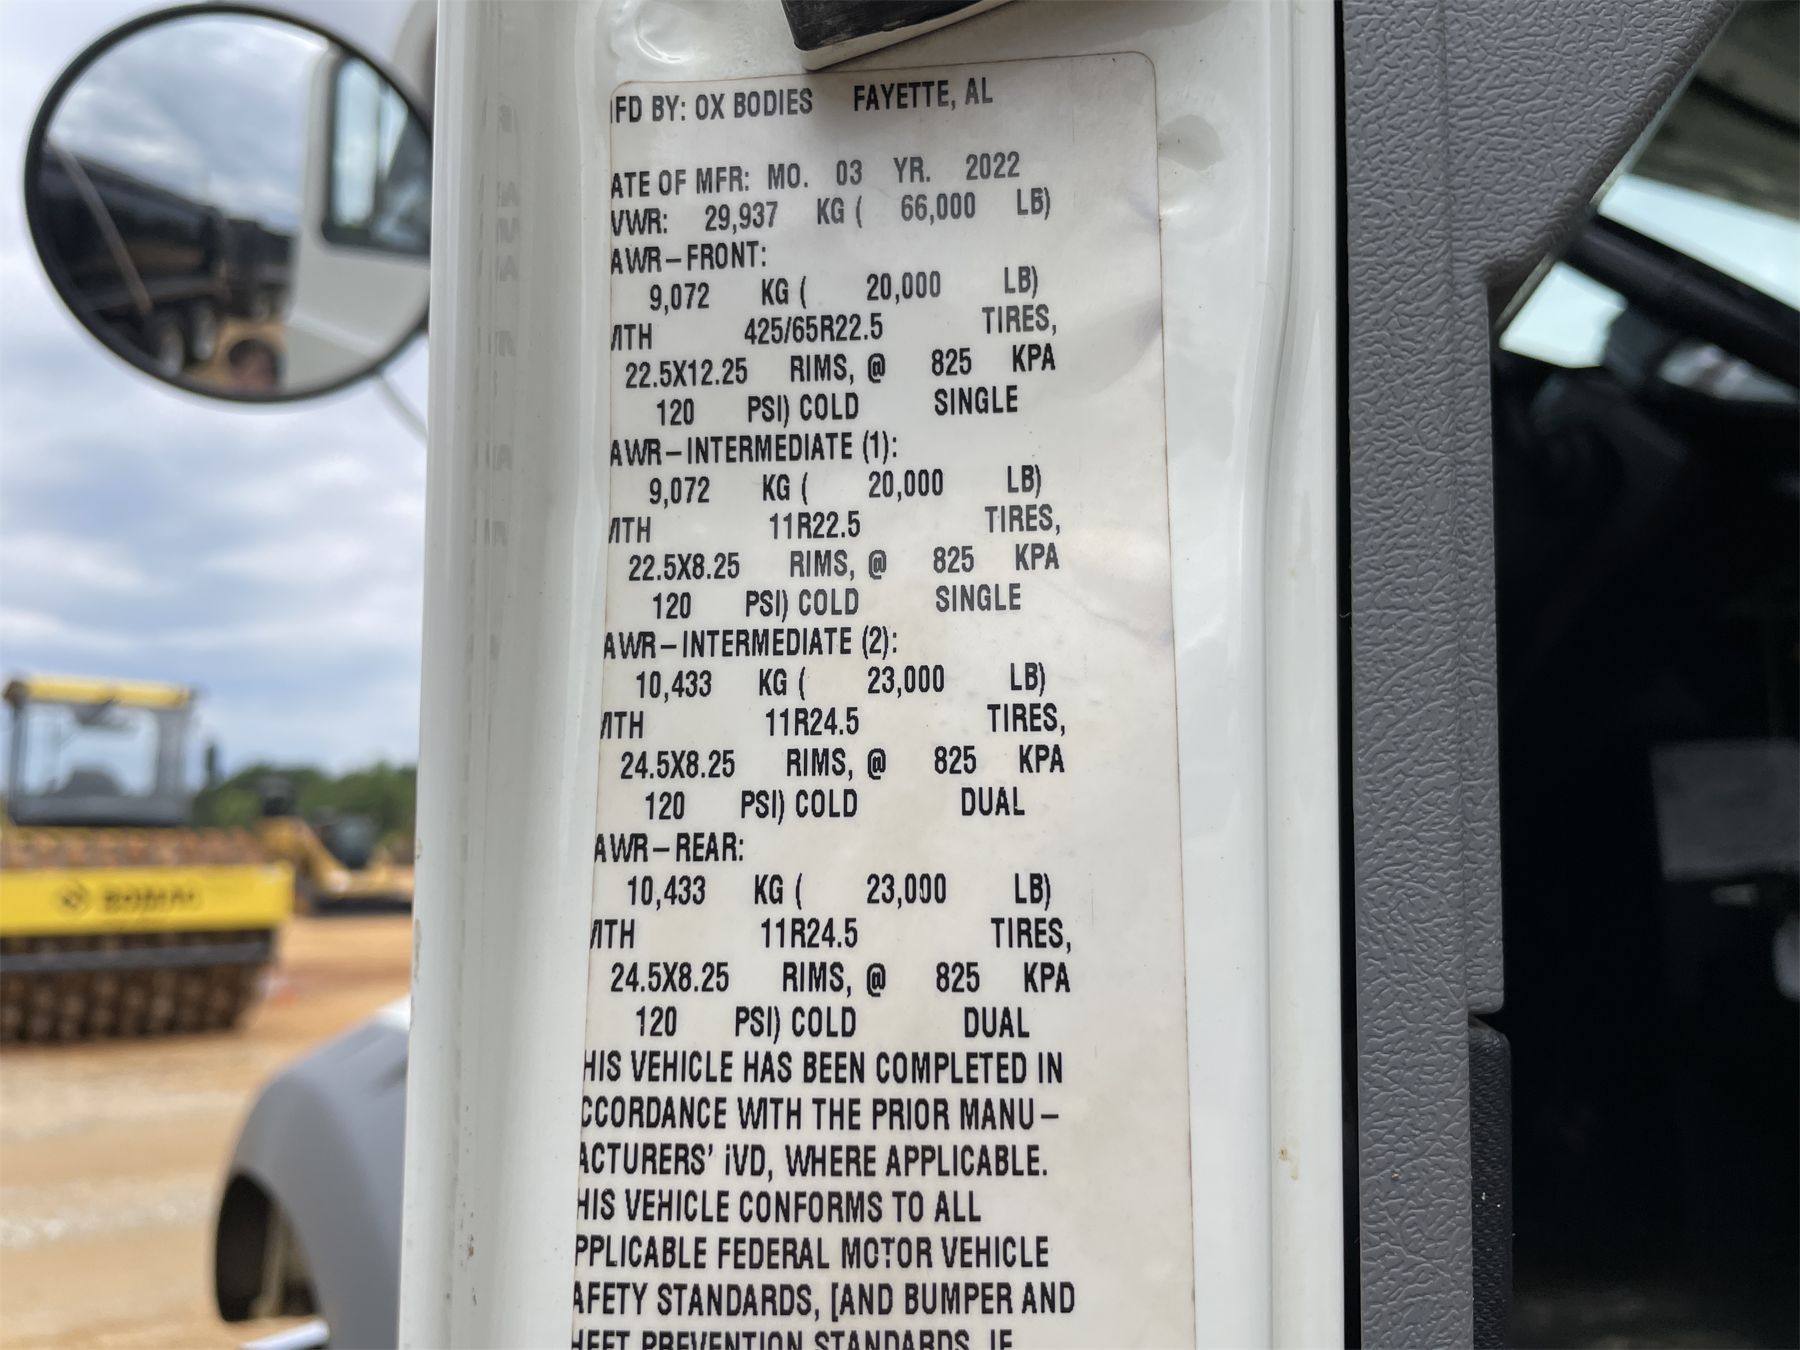 FD BY: OX BODIES FAYETTE, AL
ATE OF MFR: MO. 03 YR. 2022
VWR: 29,937 KG ( 66,000 LB)
AWR-FRONT:
9,072 KG ( 20,000 LB)
ITH 425/65R22.5 TIRES,
22.5X12.25 RIMS, @ 825 KPA
120 PSI) COLD SINGLE
AWR-INTERMEDIATE (1):
9,072 KG ( 20,000 LB)
ITH 11R22.5 TIRES,
22.5X8.25 RIMS, @ 825 KPA
120 PSI) COLD SINGLE
AWR-INTERMEDIATE (2):
10,433 KG ( 23,000 LB)
ITH 11R24.5 TIRES,
24.5X8.25 RIMS, @ 825 KPA
120 PSI) COLD DUAL
AWR-REAR:
10,433 KG ( 23,000 LB)
ITH 11R24.5 TIRES,
24.5X8.25 RIMS, @ 825 KPA
120 PSI) COLD DUAL
HIS VEHICLE HAS BEEN COMPLETED IN
CCORDANCE WITH THE PRIOR MANU-
ACTURERS' IVD, WHERE APPLICABLE.
HIS VEHICLE CONFORMS TO ALL
PPLICABLE FEDERAL MOTOR VEHICLE
AFETY STANDARDS, [AND BUMPER AND
HEFT PREVENTION STANDARDS, IF
BOMAG